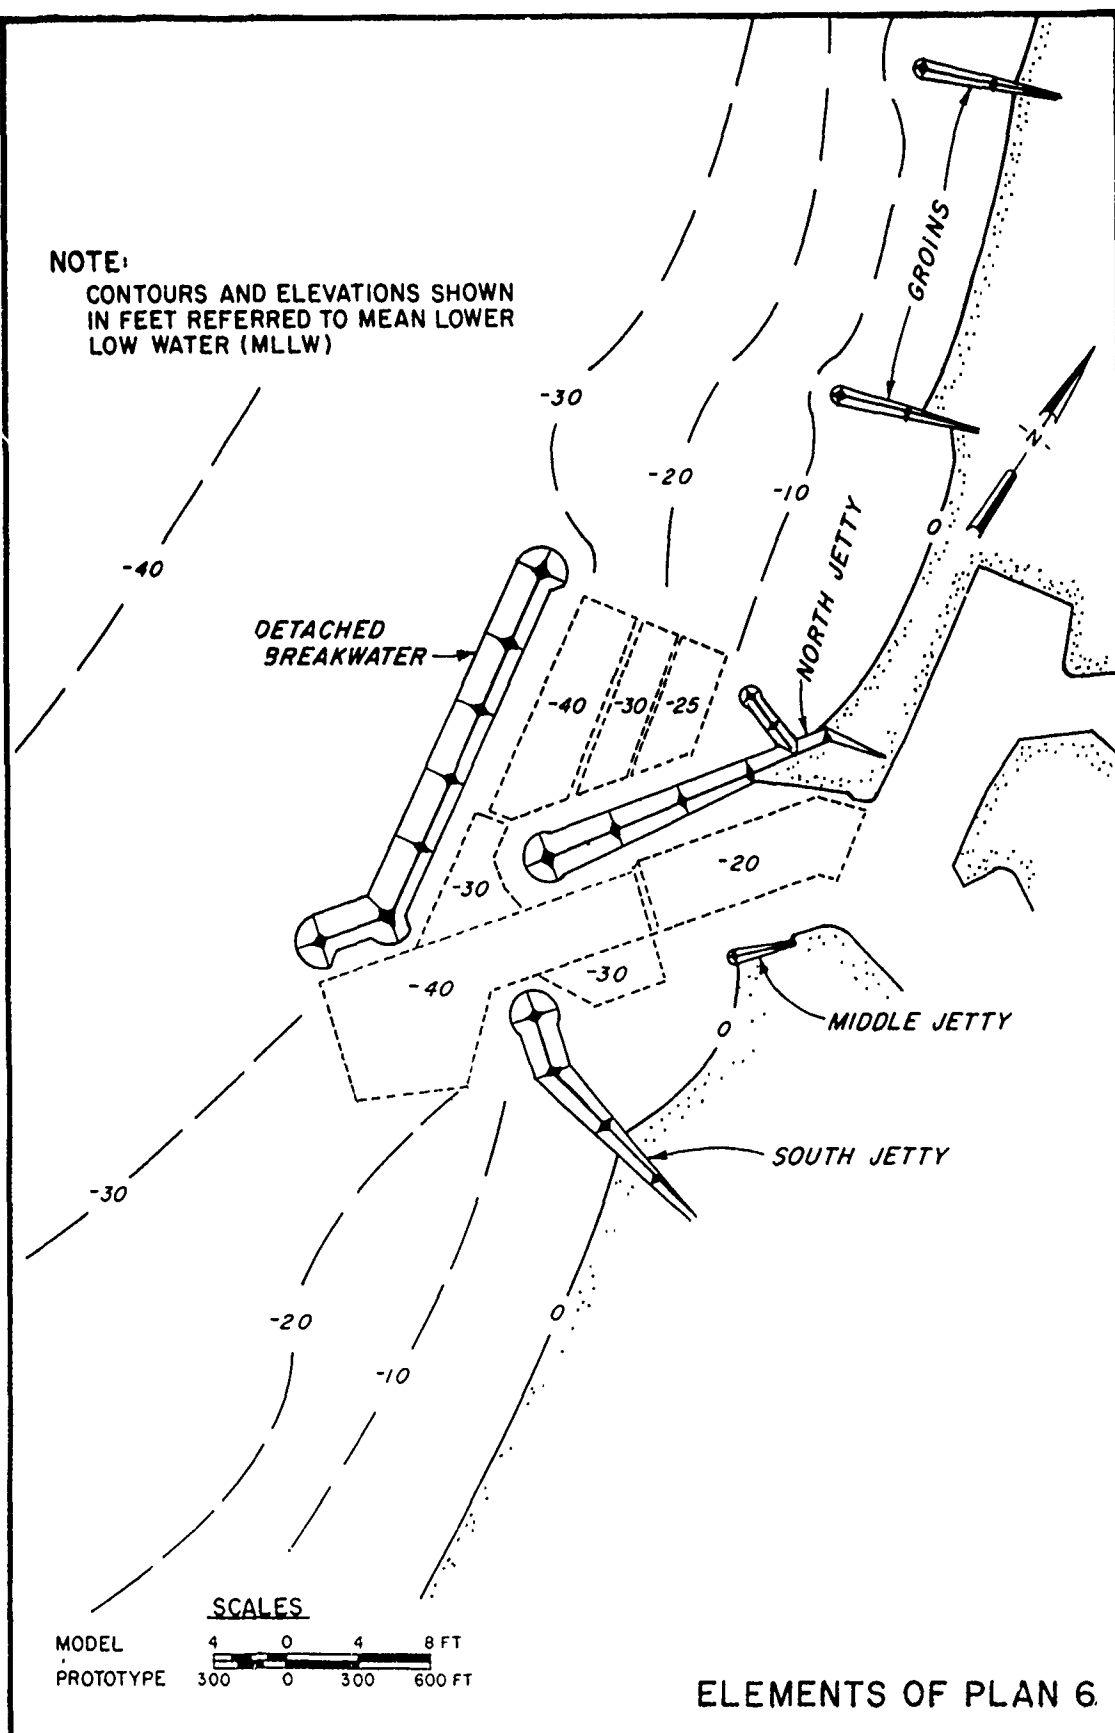 GROINS
NOTE:
CONTOURS AND ELEVATIONS SHOWN
IN FEET REFERRED TO MEAN LOWER
LOW WATER (MLLW)
-30
-N-
-20
-10
NORTH JETTY
0
-40
DETACHED
BREAKWATER
-40
-30
-25
-20
-30
-30
-40
MIDDLE JETTY
0
SOUTH JETTY
-30
0
-20
-10
SCALES
MODEL 4 0 4 8 FT
PROTOTYPE 300 0 300 600 FT
ELEMENTS OF PLAN 6